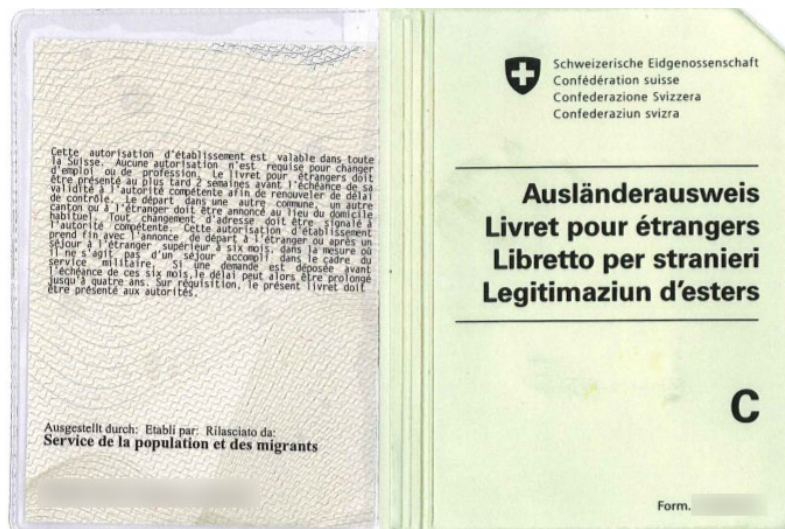 Cette autorisation d'établissement est valable dans toute
la Suisse. Aucune autorisation n'est requise pour changer
d'emploi ou de profession. Le livret pour étrangers doit
être présenté au plus tard 2 semaines avant l'échéance de sa
validité à l'autorité compétente afin de renouveler de délai
de contrôle. Le départ dans une autre commune, un autre
canton ou à l'étranger doit être annoncé au lieu du domicile
habituel. Tout changement d'adresse doit être signalé à
l'autorité compétente. Cette autorisation d'établissement
prend fin avec l'annonce de départ à l'étranger ou après un
séjour à l'étranger supérieur à six mois, dans la mesure où
il ne s'agit pas d'un séjour accompli dans le cadre du
service militaire. Si une demande est déposée avant
l'échéance de ces six mois, le délai peut alors être prolongé
jusqu'à quatre ans. Sur réquisition, le présent livret doit
être présenté aux autorités.
Ausgestellt durch: Etabli par: Rilasciato da:
Service de la population et des migrants
Schweizerische Eidgenossenschaft
Confédération suisse
Confederazione Svizzera
Confederaziun svizra
Ausländerausweis
Livret pour étrangers
Libretto per stranieri
Legitimaziun d'esters
C
Form.